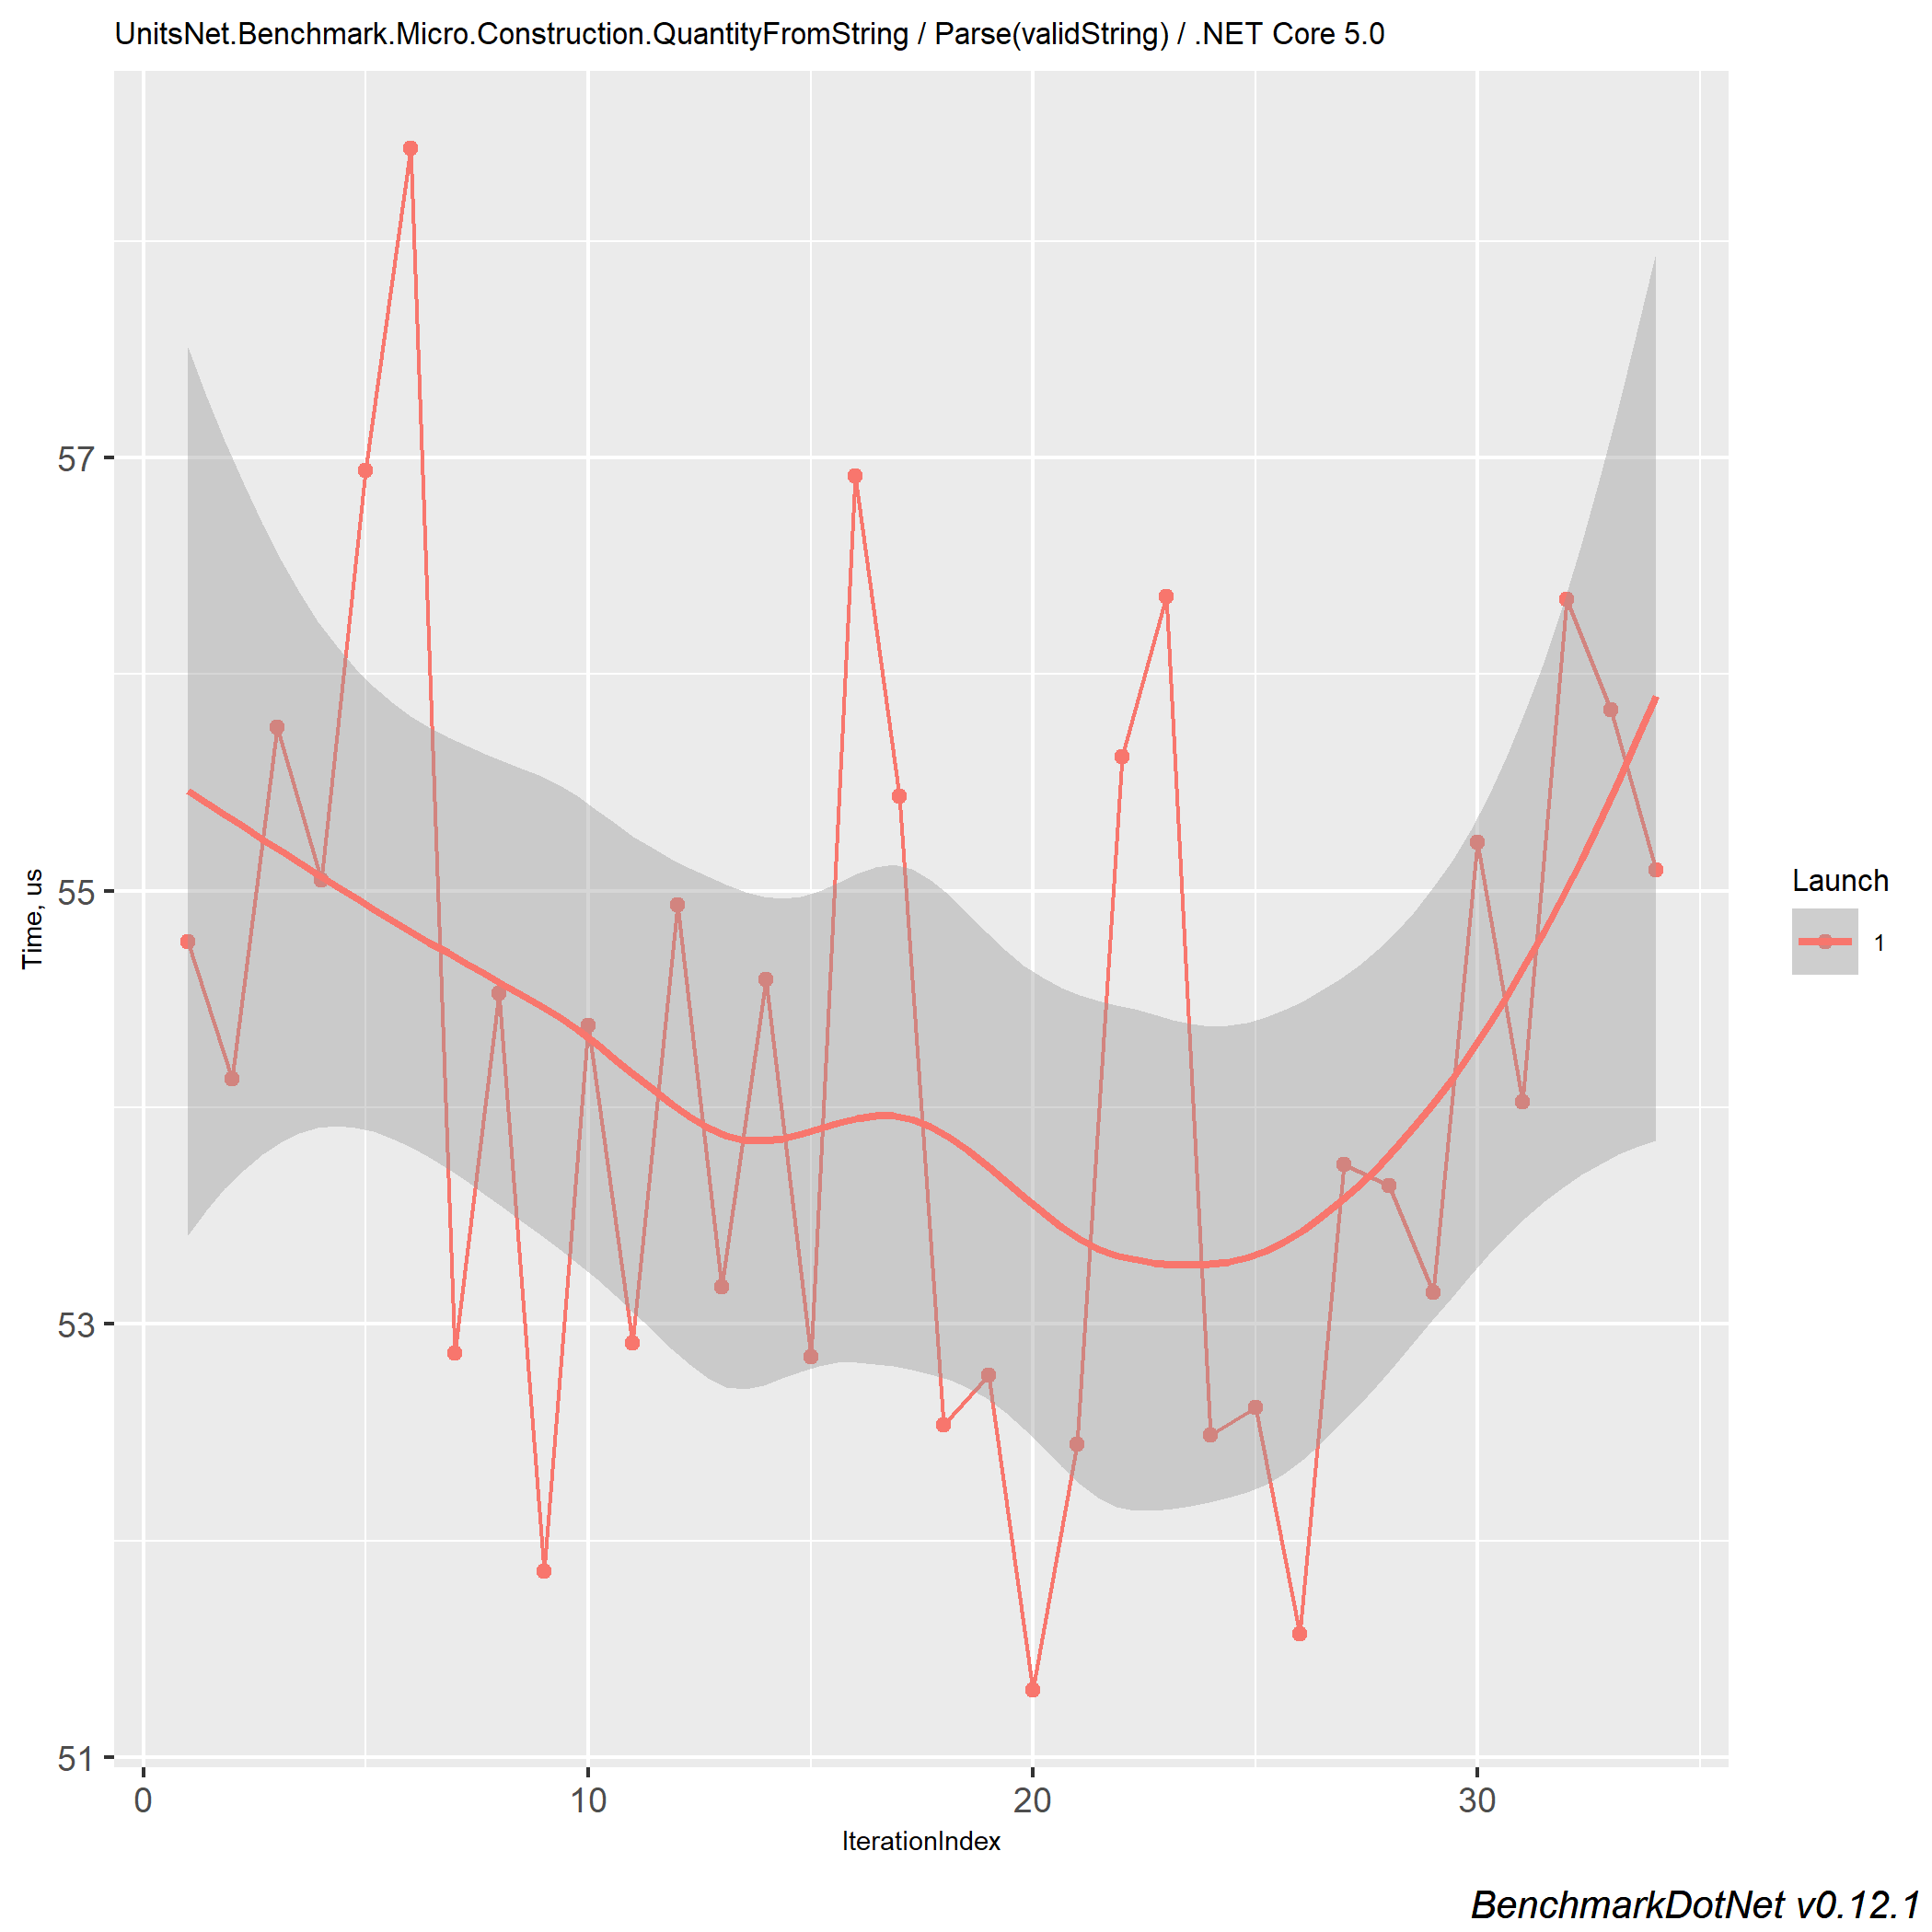 UnitsNet.Benchmark.Micro.Construction.QuantityFromString / Parse(validString) / .NET Core 5.0
57
55
53
51
Time, us
0 10 20 30
IterationIndex
Launch
1
BenchmarkDotNet v0.12.1